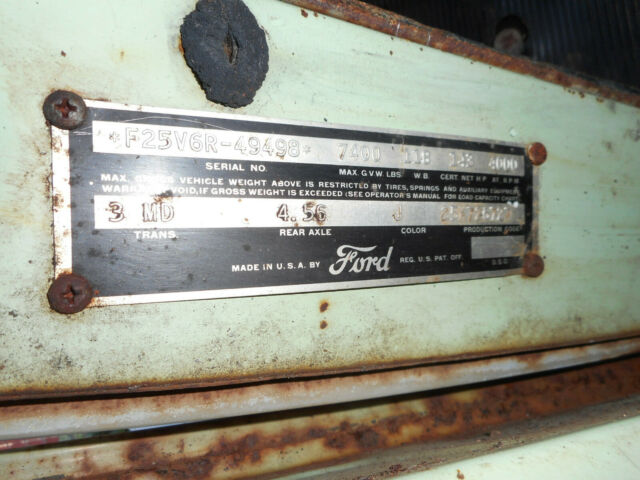 *F25V6R-49498* 7400 118 143 4000
SERIAL NO. MAX. G.V.W. LBS. W.B. CERT. NET H.P. AT. R.P.M.
MAX. GROSS VEHICLE WEIGHT ABOVE IS RESTRICTED BY TIRES, SPRINGS AND AUXILIARY EQUIPMENT
WARRANTY VOID, IF GROSS WEIGHT IS EXCEEDED (SEE OPERATOR'S MANUAL FOR LOAD CAPACITY CHART)
3 MD 4.56 J
TRANS. REAR AXLE COLOR PRODUCTION CODE
MADE IN U.S.A. BY Ford REG. U.S. PAT. OFF. D.S.O.